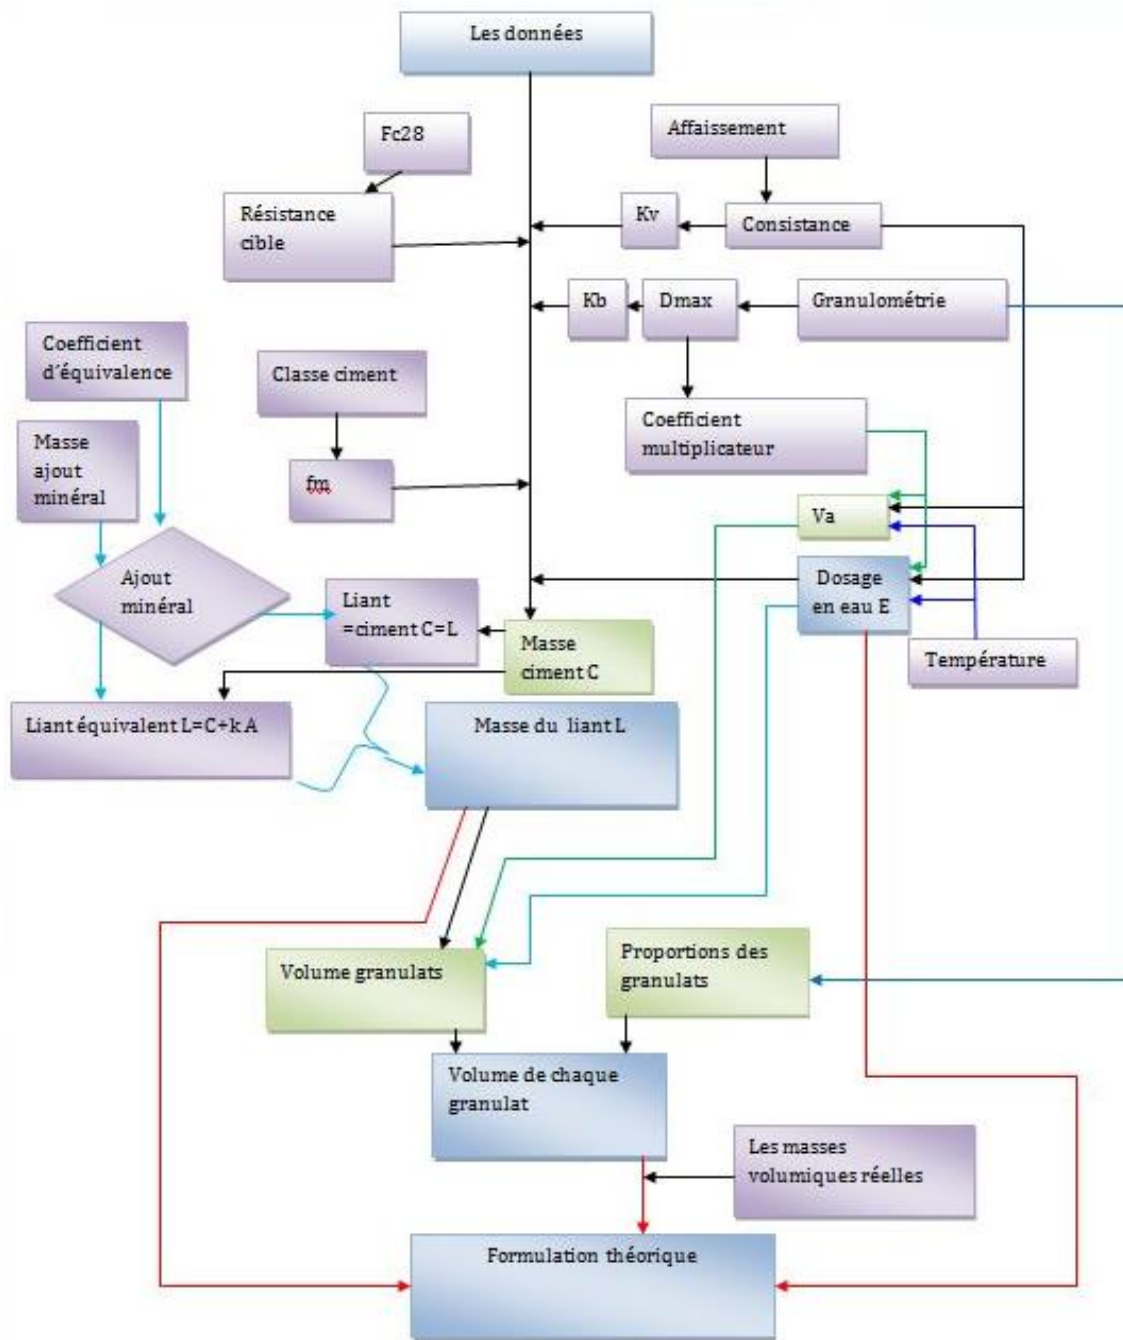 Les données
Fc28
Affaissement
Résistance
cible
Kv
Consistance
Kb
Dmax
Granulométrie
Coefficient
d'équivalence
Classe ciment
Coefficient
multiplicateur
Masse
ajout
minéral
fm
Va
Ajout
minéral
Liant
=ciment C=L
Dosage
en eau E
Masse
ciment C
Température
Liant équivalent L=C+k A
Masse du liant L
Volume granulats
Proportions des
granulats
Volume de chaque
granulat
Les masses
volumiques réelles
Formulation théorique